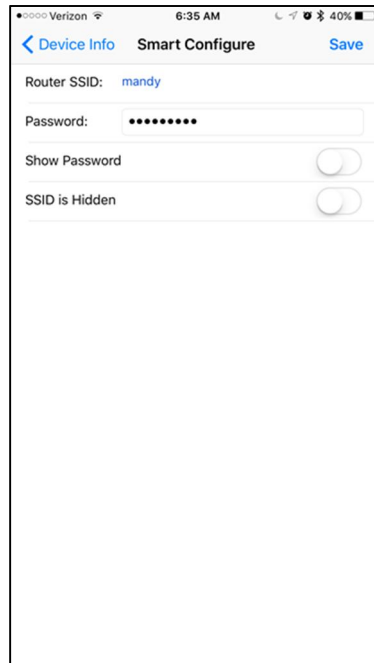 ●○○○○ Verizon 6:35 AM 40%
Device Info Smart Configure Save
Router SSID: mandy
Password: ●●●●●●●●●
Show Password
SSID is Hidden